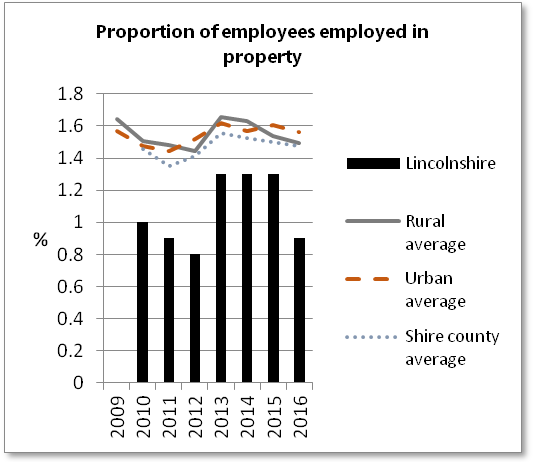 Proportion of employees employed in
property
1.8
1.6
1.4
1.2
1
0.8
0.6
0.4
0.2
0
%
2009
2010
2011
2012
2013
2014
2015
2016
Lincolnshire
Rural
average
Urban
average
Shire county
average